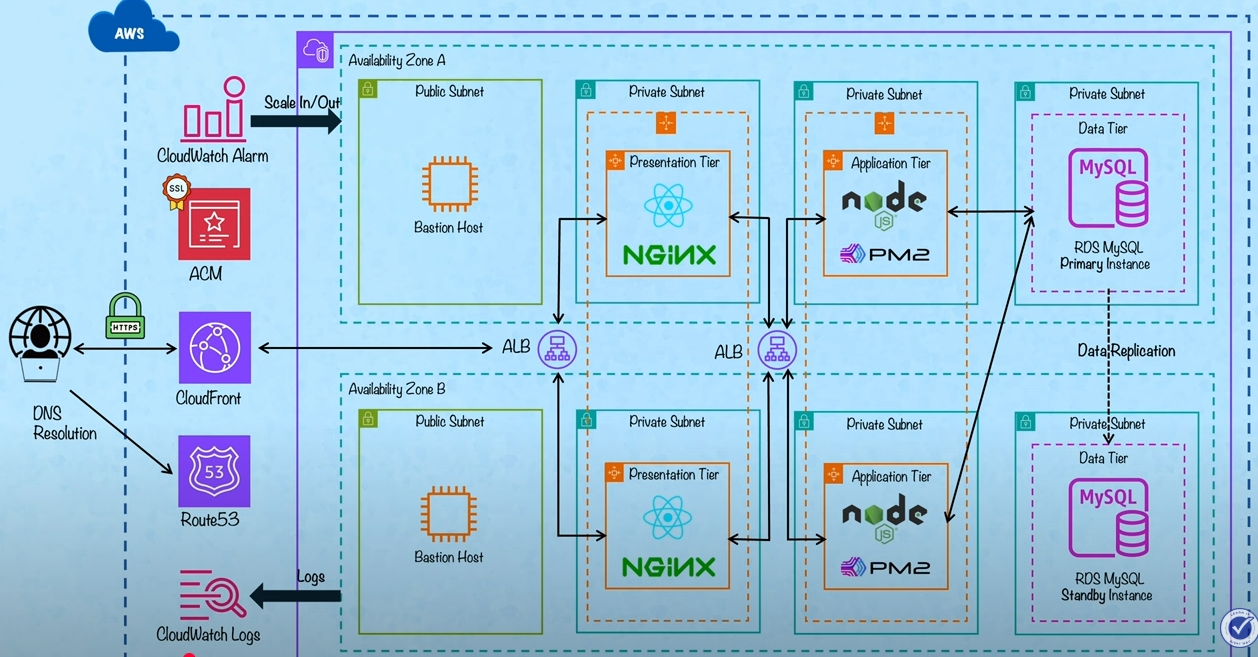 AWS
Availability Zone A
Public Subnet
Private Subnet
Private Subnet
Private Subnet
Scale In/Out
CloudWatch Alarm
Data Tier
Presentation Tier
Application Tier
MySQL
SSL
node
JS
Bastion Host
NGINX
PM2
RDS MySQL
Primary Instance
ACM
HTTPS
ALB
ALB
Data Replication
CloudFront
Availability Zone B
DNS
Resolution
Public Subnet
Private Subnet
Private Subnet
Private Subnet
Data Tier
53
Route53
Presentation Tier
Application Tier
MySQL
node
JS
Bastion Host
NGINX
PM2
RDS MySQL
Standby Instance
Logs
CloudWatch Logs